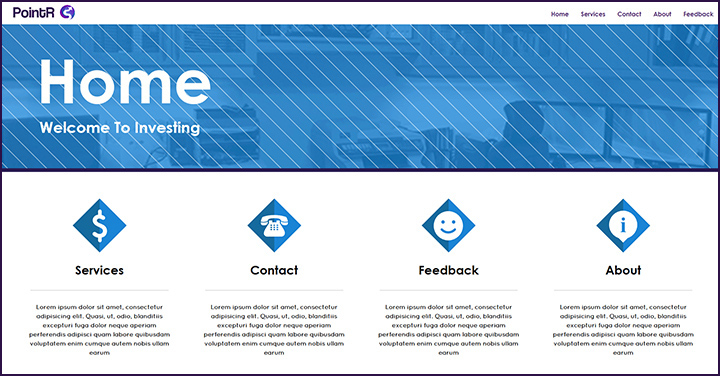 PointR
Home Services Contact About Feedback
Home
Welcome To Investing
Services
Lorem ipsum dolor sit amet, consectetur
adipisicing elit. Quasi, ut, odio, blanditiis
excepturi fuga dolor neque aperiam
perferendis adipisci quam labore quibusdam
voluptatem enim cumque autem nobis ullam
earum
Contact
Lorem ipsum dolor sit amet, consectetur
adipisicing elit. Quasi, ut, odio, blanditiis
excepturi fuga dolor neque aperiam
perferendis adipisci quam labore quibusdam
voluptatem enim cumque autem nobis ullam
earum
Feedback
Lorem ipsum dolor sit amet, consectetur
adipisicing elit. Quasi, ut, odio, blanditiis
excepturi fuga dolor neque aperiam
perferendis adipisci quam labore quibusdam
voluptatem enim cumque autem nobis ullam
earum
About
Lorem ipsum dolor sit amet, consectetur
adipisicing elit. Quasi, ut, odio, blanditiis
excepturi fuga dolor neque aperiam
perferendis adipisci quam labore quibusdam
voluptatem enim cumque autem nobis ullam
earum